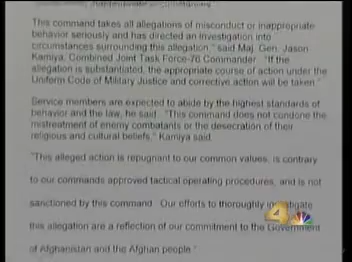 This command takes all allegations of misconduct or inappropriate
behavior seriously and has directed an investigation into
circumstances surrounding this allegation," said Maj. Gen. Jason
Kamiya, Combined Joint Task Force-76 Commander. "If the
allegation is substantiated, the appropriate course of action under the
Uniform Code of Military Justice and corrective action will be taken."
Service members are expected to abide by the highest standards of
behavior and the law, he said. "This command does not condone the
mistreatment of enemy combatants or the desecration of their
religious and cultural beliefs," Kamiya said.
"This alleged action is repugnant to our common values, is contrary
to our commands approved tactical operating procedures, and is not
sanctioned by this command. Our efforts to thoroughly investigate
this allegation are a reflection of our commitment to the Government
of Afghanistan and the Afghan people."
4